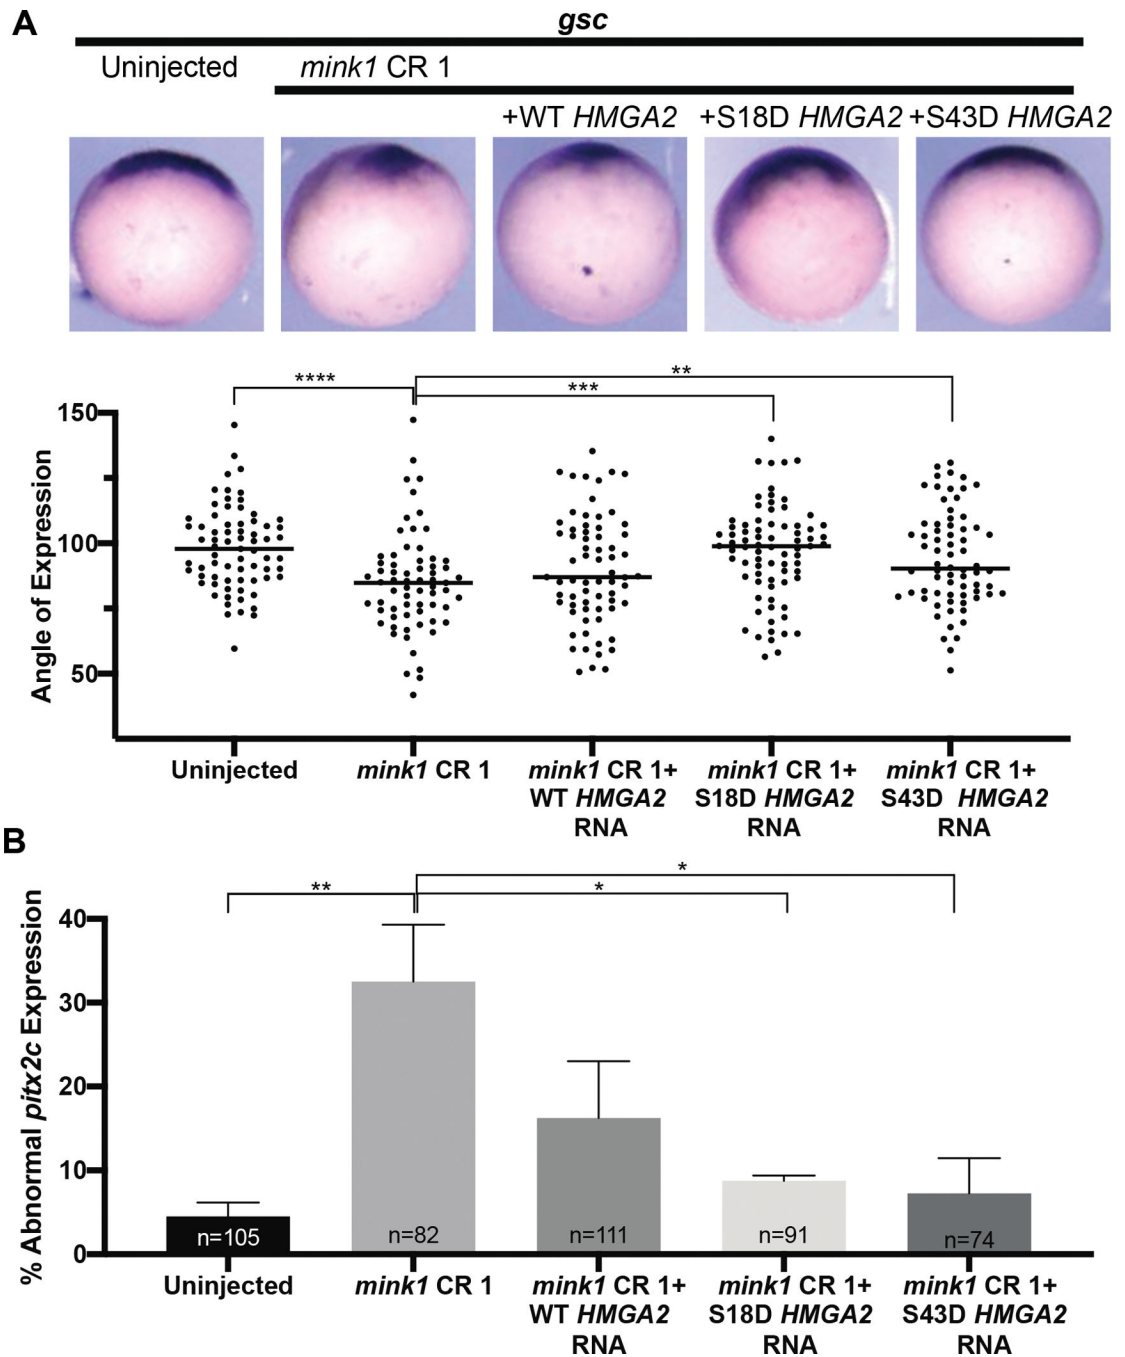 A
gsc
Uninjected
mink1 CR 1
+WT HMGA2
+S18D HMGA2
+S43D HMGA2
****
**
***
150
100
50
Angle of Expression
Uninjected
mink1 CR 1
mink1 CR 1+
WT HMGA2
RNA
mink1 CR 1+
S18D HMGA2
RNA
mink1 CR 1+
S43D HMGA2
RNA
B
*
**
*
40
30
20
10
0
% Abnormal pitx2c Expression
n=105
n=82
n=111
n=91
n=74
Uninjected
mink1 CR 1
mink1 CR 1+
WT HMGA2
RNA
mink1 CR 1+
S18D HMGA2
RNA
mink1 CR 1+
S43D HMGA2
RNA